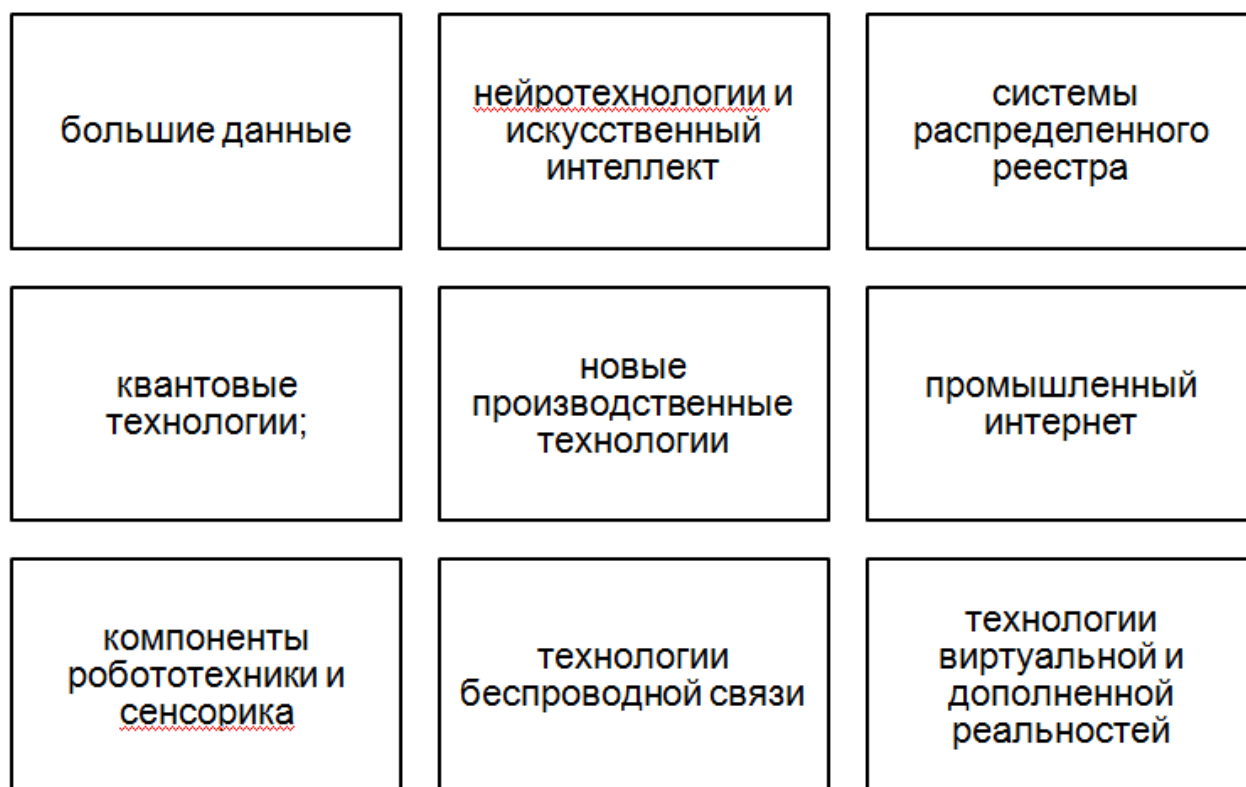 большие данные
нейротехнологии и
искусственный
интеллект
системы
распределенного
реестра
квантовые
технологии;
новые
производственные
технологии
промышленный
интернет
компоненты
робототехники и
сенсорика
технологии
беспроводной связи
технологии
виртуальной и
дополненной
реальностей